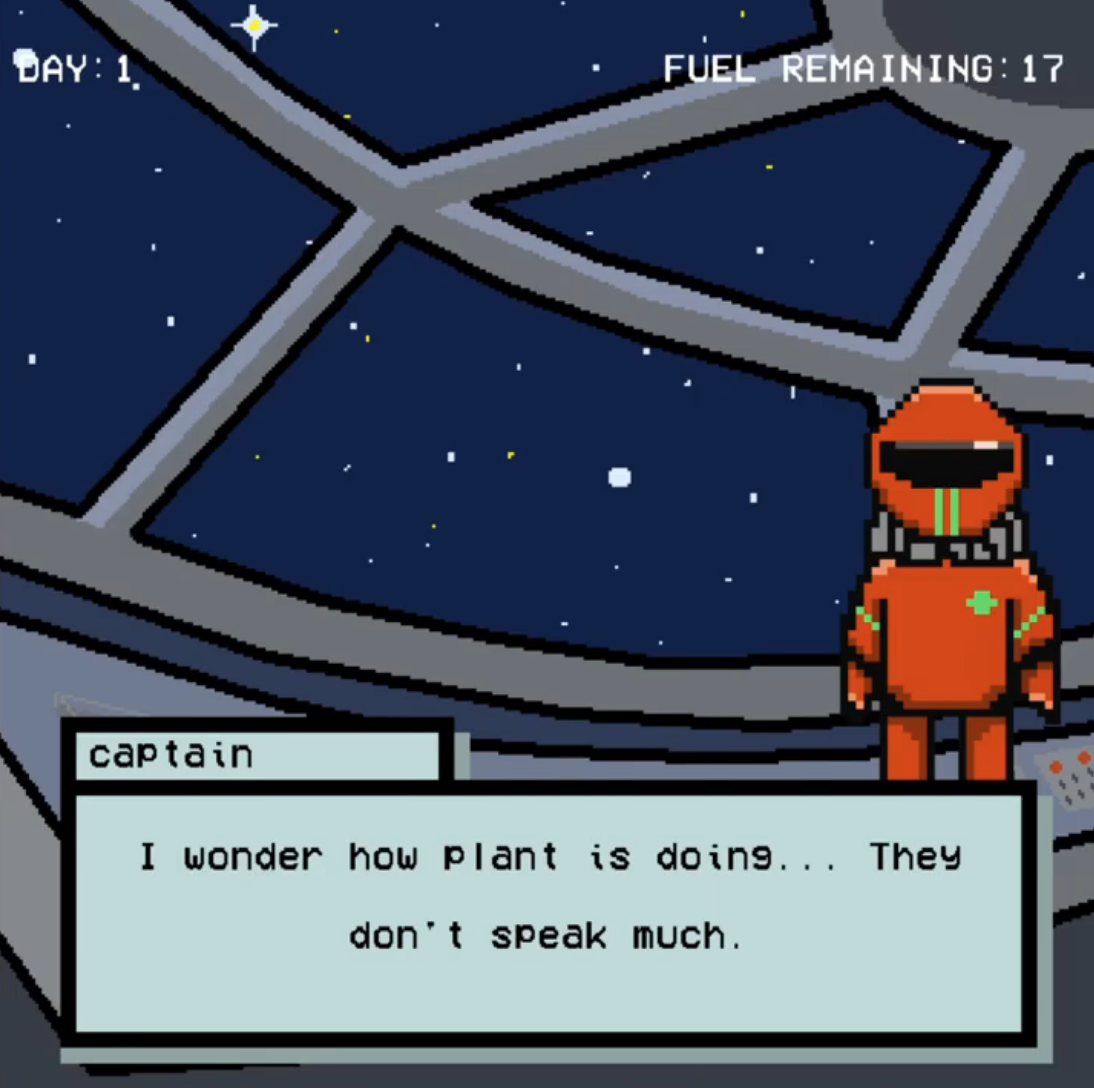 DAY:1
FUEL REMAINING:17
captain
I wonder how plant is doing... They
don't speak much.